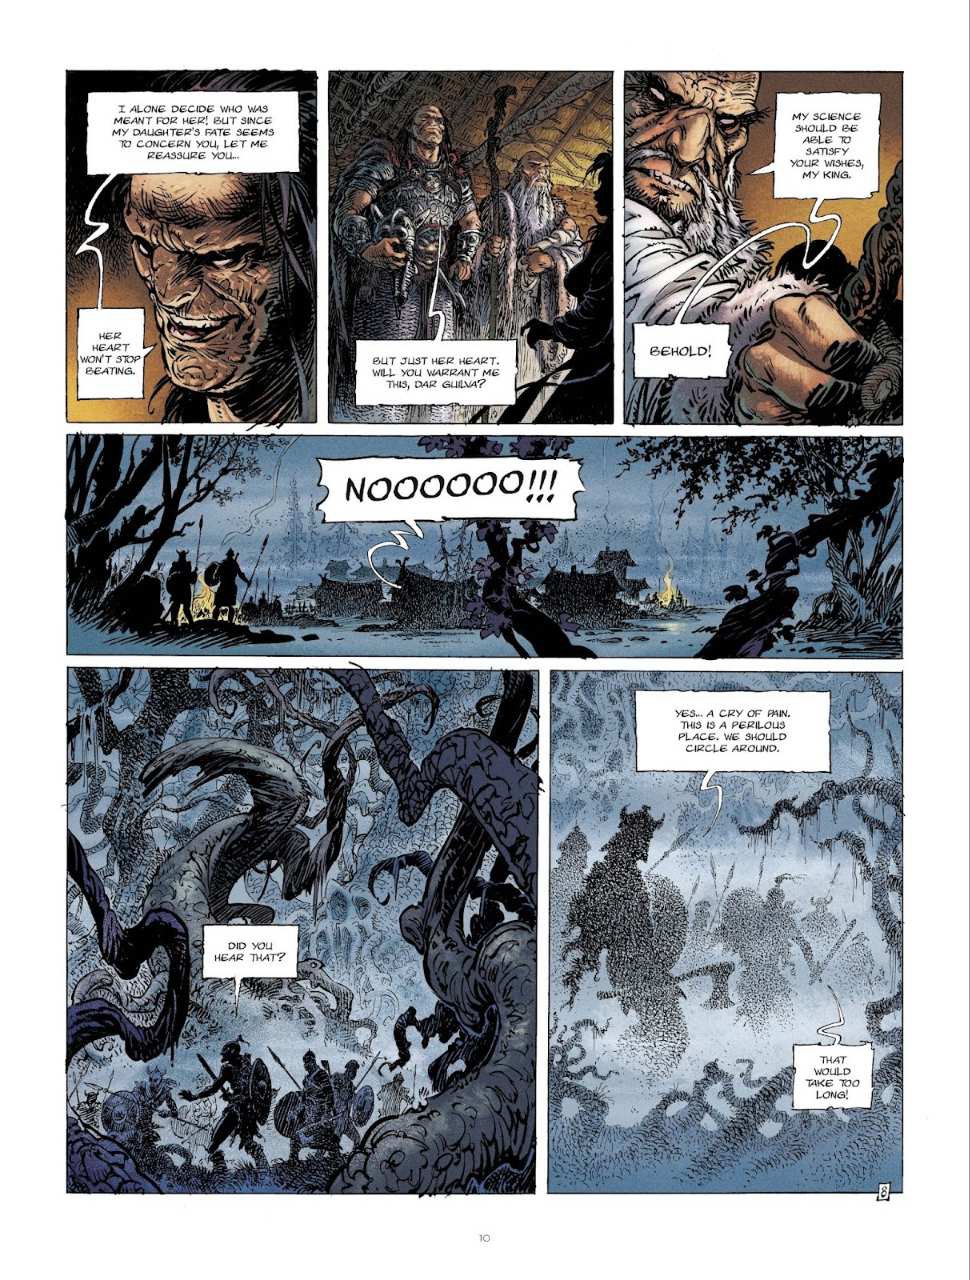 I ALONE DECIDE WHO WAS
MEANT FOR HER! BUT SINCE
MY DAUGHTER'S FATE SEEMS
TO CONCERN YOU, LET ME
REASSURE YOU...
HER
HEART
WON'T STOP
BEATING.
BUT JUST HER HEART.
WILL YOU WARRANT ME
THIS, DAR GUILVA?
MY SCIENCE
SHOULD BE
ABLE TO
SATISFY
YOUR WISHES,
MY KING.
BEHOLD!
NOOOOOO!!!
DID YOU
HEAR THAT?
YES... A CRY OF PAIN.
THIS IS A PERILOUS
PLACE. WE SHOULD
CIRCLE AROUND.
THAT
WOULD
TAKE TOO
LONG!
8
10